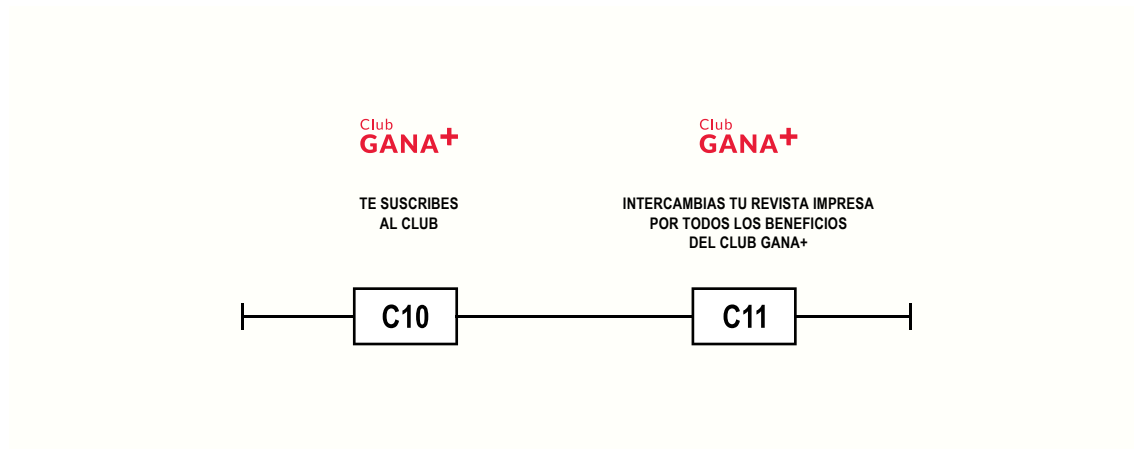 Club
GANA+
TE SUSCRIBES
AL CLUB
C10
Club
GANA+
INTERCAMBIAS TU REVISTA IMPRESA
POR TODOS LOS BENEFICIOS
DEL CLUB GANA+
C11